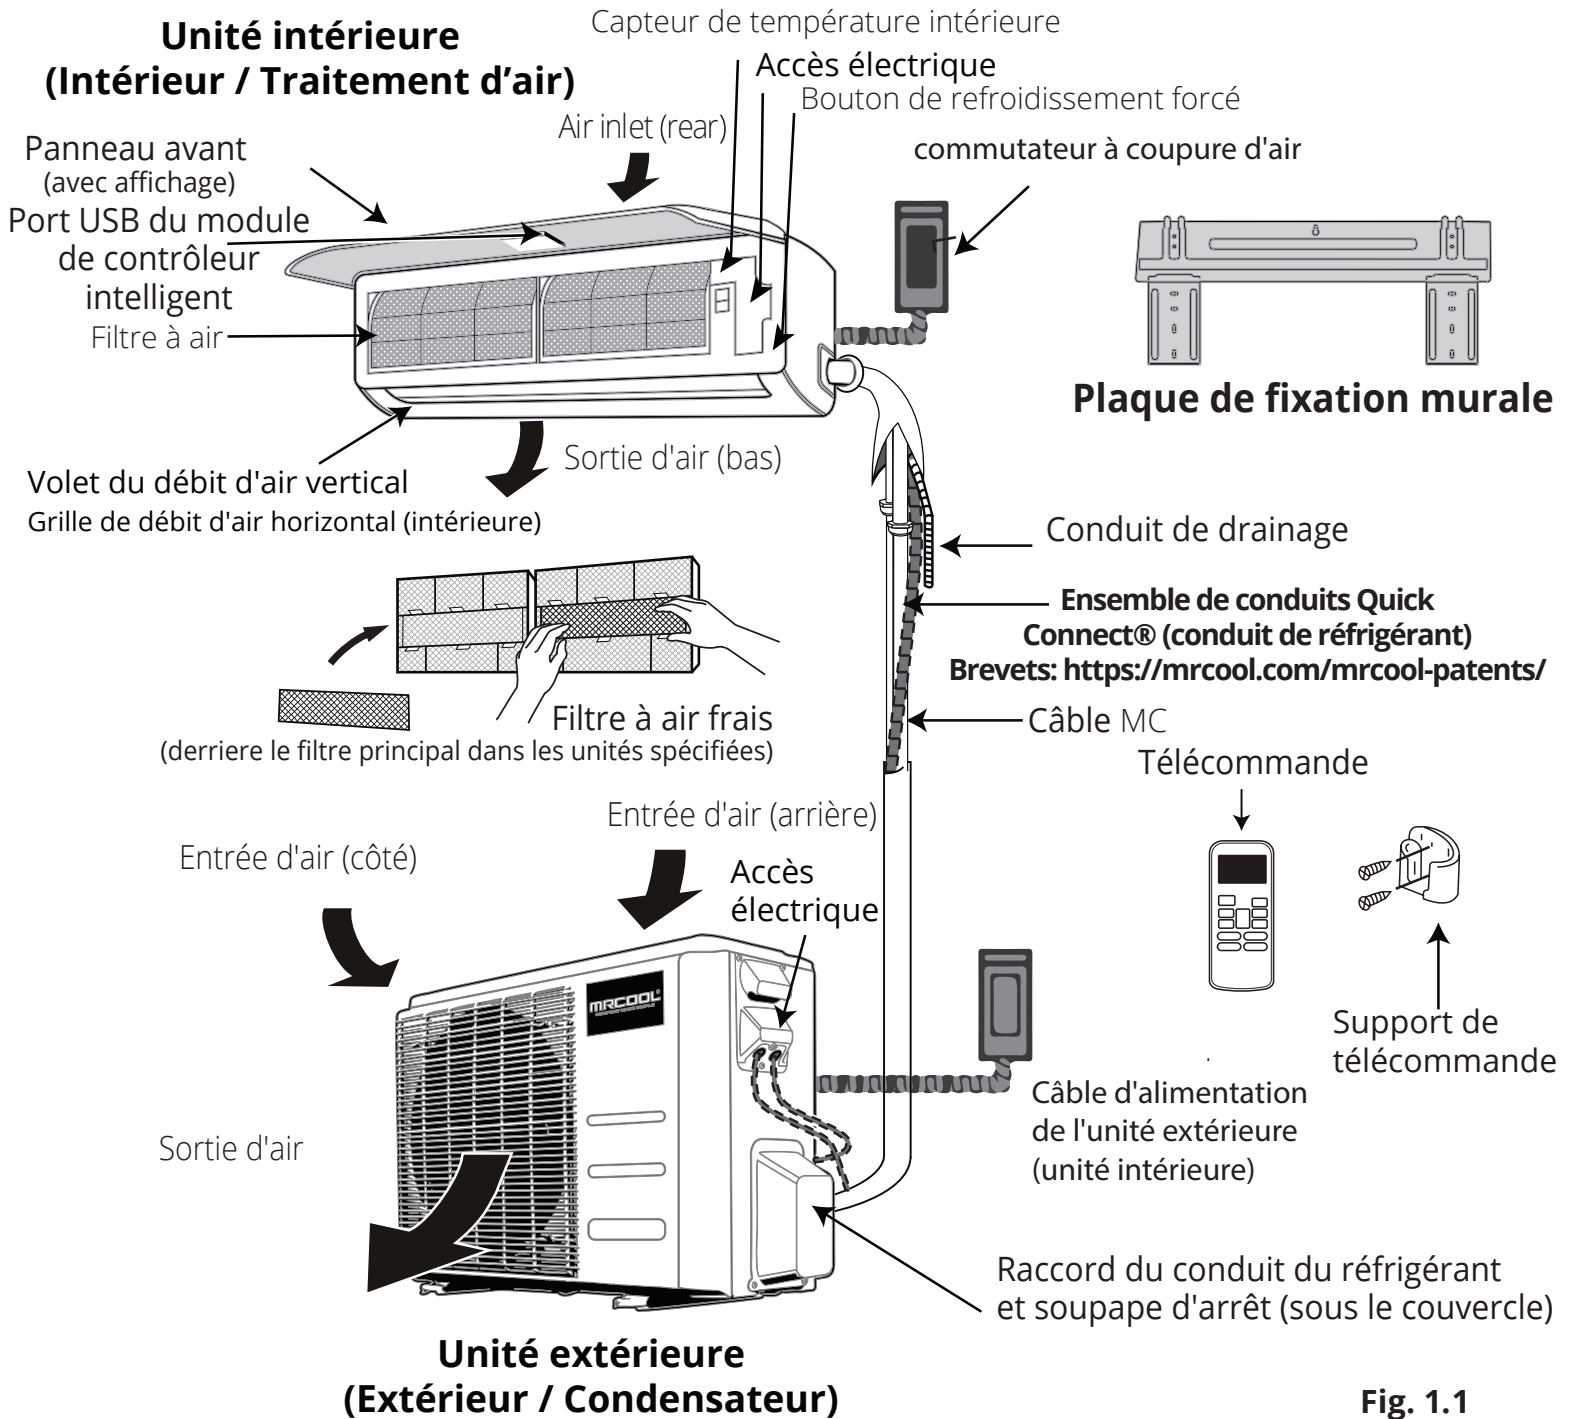 Unité intérieure
(Intérieur / Traitement d’air)
Capteur de température intérieure
Accès électrique
Bouton de refroidissement forcé
Air inlet (rear)
commutateur à coupure d'air
Panneau avant
(avec affichage)
Port USB du module
de contrôleur
intelligent
Filtre à air
Plaque de fixation murale
Sortie d'air (bas)
Volet du débit d'air vertical
Grille de débit d'air horizontal (intérieure)
Conduit de drainage
Ensemble de conduits Quick
Connect® (conduit de réfrigérant)
Brevets: https://mrcool.com/mrcool-patents/
Filtre à air frais
(derriere le filtre principal dans les unités spécifiées)
Câble MC
Télécommande
Entrée d'air (arrière)
Entrée d'air (côté)
Accès
électrique
MRCOOL®
Support de
télécommande
Câble d'alimentation
de l'unité extérieure
(unité intérieure)
Sortie d'air
Raccord du conduit du réfrigérant
et soupape d'arrêt (sous le couvercle)
Unité extérieure
(Extérieur / Condensateur)
Fig. 1.1